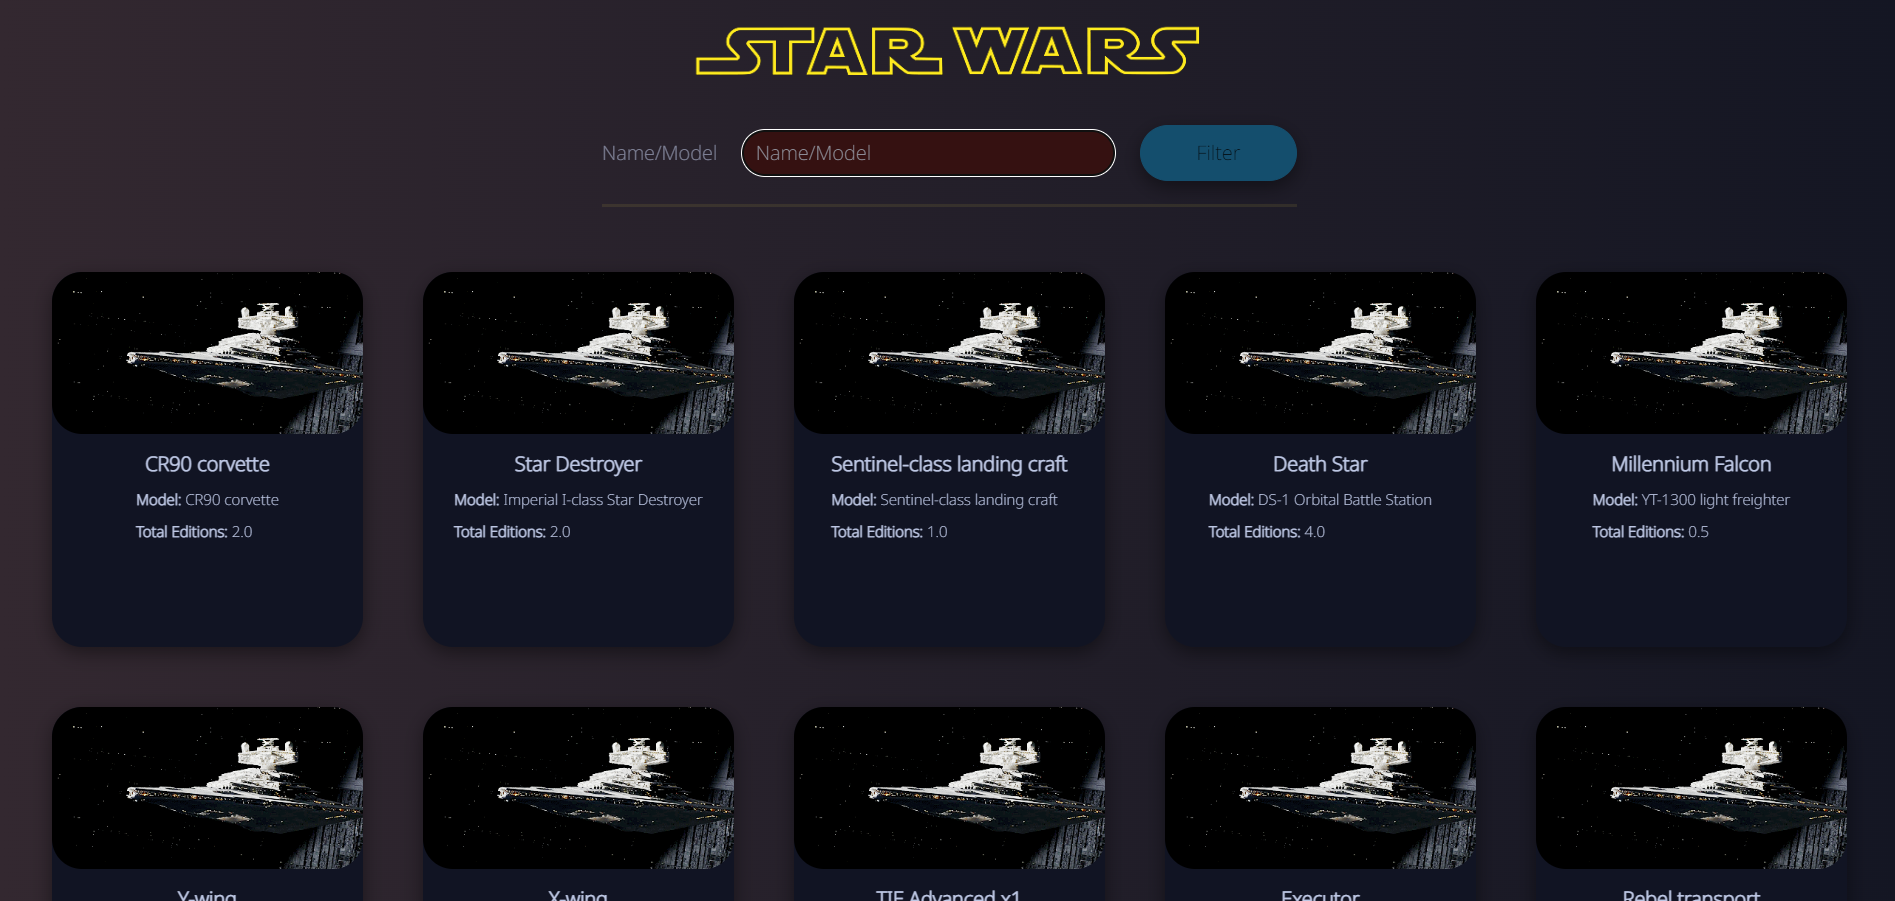 STAR WARS
Name/Model Name/Model Filter
CR90 corvette
Model: CR90 corvette
Total Editions: 2.0
Star Destroyer
Model: Imperial I-class Star Destroyer
Total Editions: 2.0
Sentinel-class landing craft
Model: Sentinel-class landing craft
Total Editions: 1.0
Death Star
Model: DS-1 Orbital Battle Station
Total Editions: 4.0
Millennium Falcon
Model: YT-1300 light freighter
Total Editions: 0.5
Y-wing
X-wing
TIE Advanced x1
Executor
Rebel transport